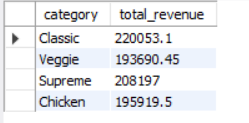 category total_revenue
Classic 220053.1
Veggie 193690.45
Supreme 208197
Chicken 195919.5